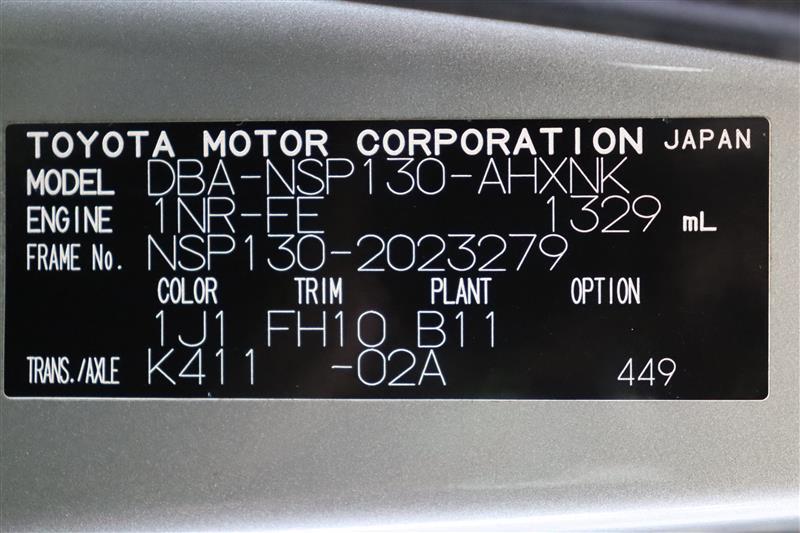 TOYOTA MOTOR CORPORATION JAPAN
MODEL DBA-NSP130-AHXNK
ENGINE 1NR-FE 1329 mL
FRAME No. NSP130-2023279
COLOR TRIM PLANT OPTION
1J1 FH10 B11
TRANS./AXLE K411 -02A 449